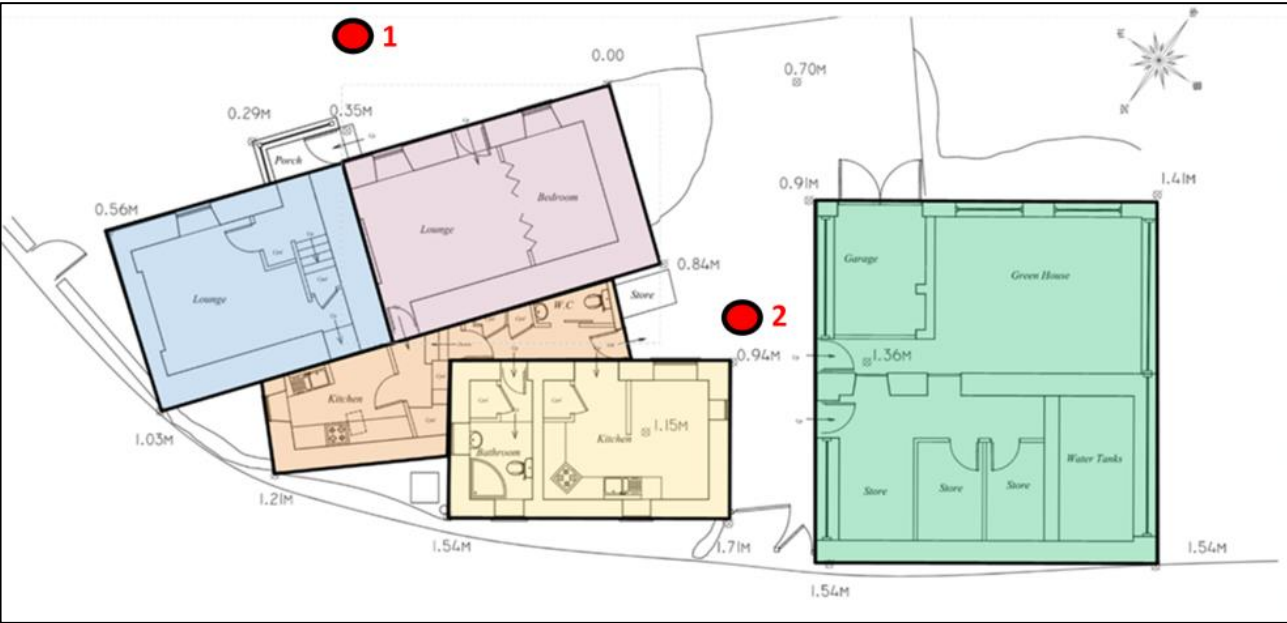 1
0.00
0.70M
0.29M
0.35M
Porch
0.91M
1.41M
0.56M
Bedroom
Lounge
Garage
Green House
Lounge
0.84M
W.C
Store
2
0.94M
1.36M
Kitchen
1.03M
1.15M
Kitchen
Bathroom
Water Tanks
1.21M
Store
Store
Store
1.54M
1.71M
1.54M
1.54M